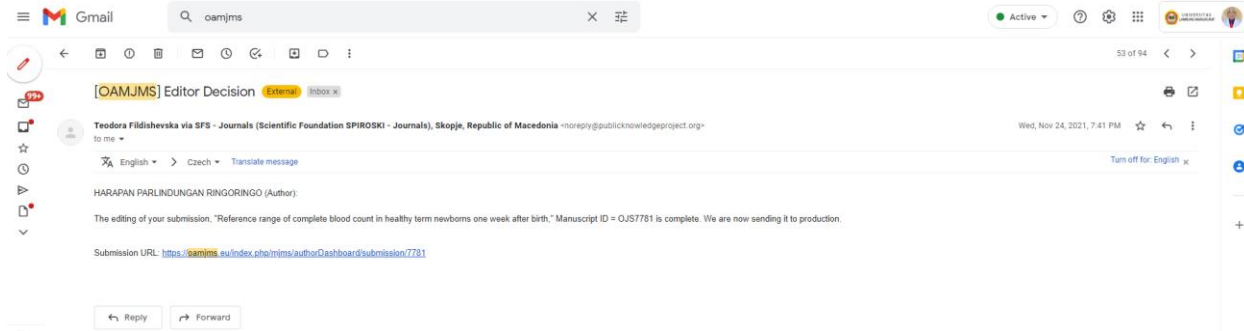 Gmail
oamjms
Active
99+
53 of 94
[OAMJMS] Editor Decision External Inbox x
Teodora Fildishevska via SFS - Journals (Scientific Foundation SPIROSKI - Journals), Skopje, Republic of Macedonia <noreply@publicknowledgeproject.org>
Wed, Nov 24, 2021, 7:41 PM
to me
English > Czech Translate message
Turn off for: English x
HARAPAN PARLINDUNGAN RINGORINGO (Author):
The editing of your submission, "Reference range of complete blood count in healthy term newborns one week after birth," Manuscript ID = OJS7781 is complete. We are now sending it to production.
Submission URL: https://oamjms.eu/index.php/mjms/authorDashboard/submission/7781
Reply
Forward